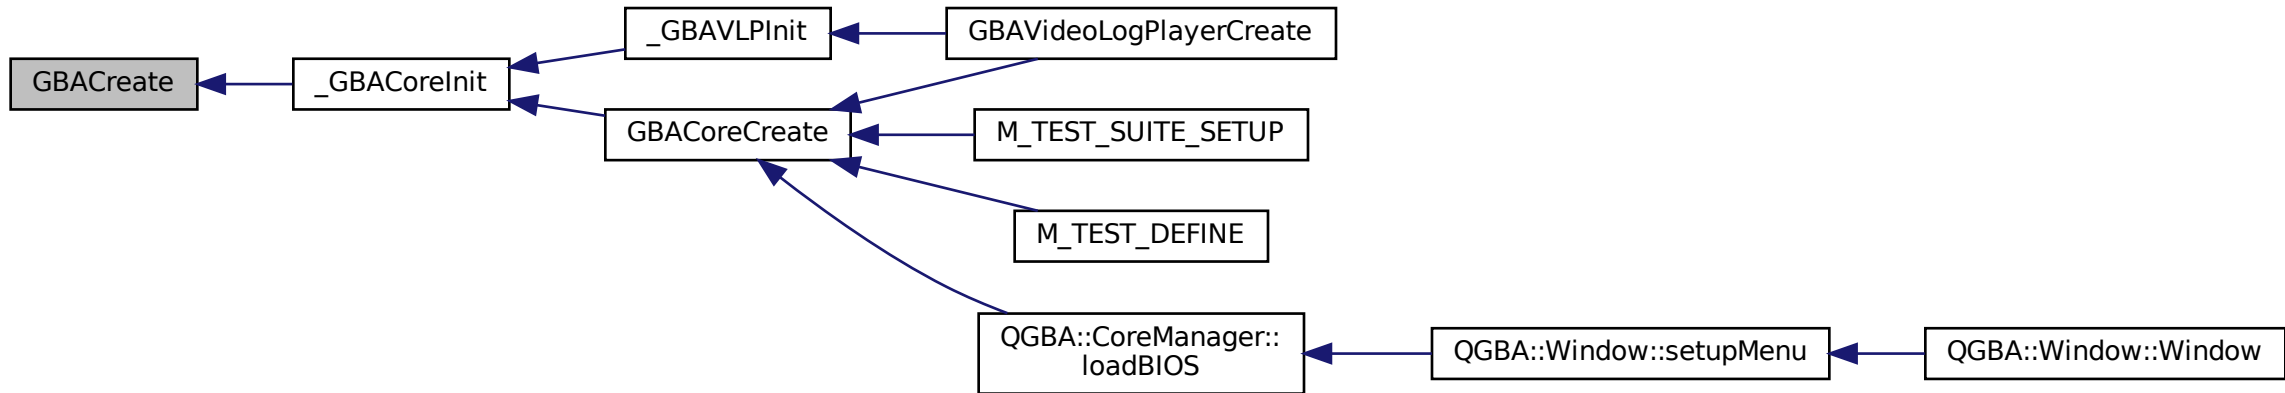 GBACreate
_GBACoreInit
_GBAVLPInit
GBAVideoLogPlayerCreate
GBACoreCreate
M_TEST_SUITE_SETUP
M_TEST_DEFINE
QGBA::CoreManager::
loadBIOS
QGBA::Window::setupMenu
QGBA::Window::Window